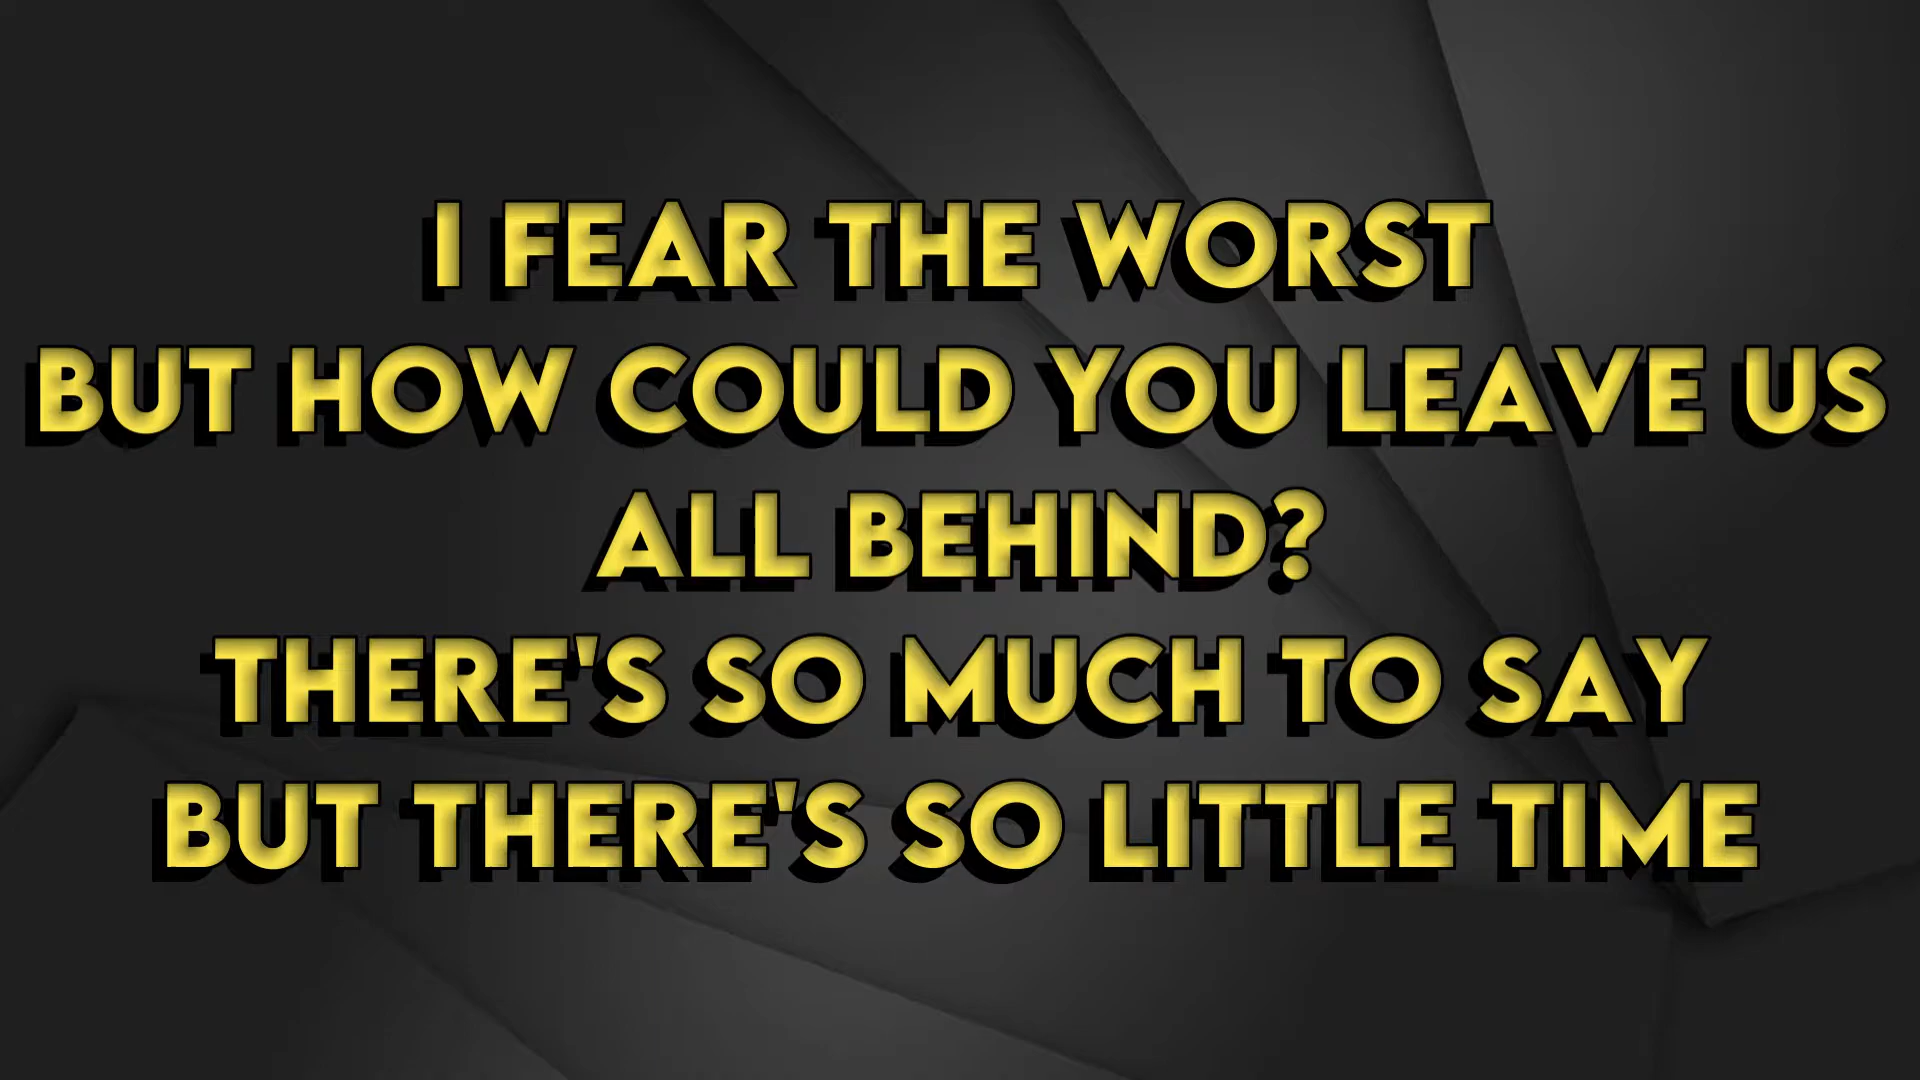 I FEAR THE WORST
BUT HOW COULD YOU LEAVE US
ALL BEHIND?
THERE'S SO MUCH TO SAY
BUT THERE'S SO LITTLE TIME